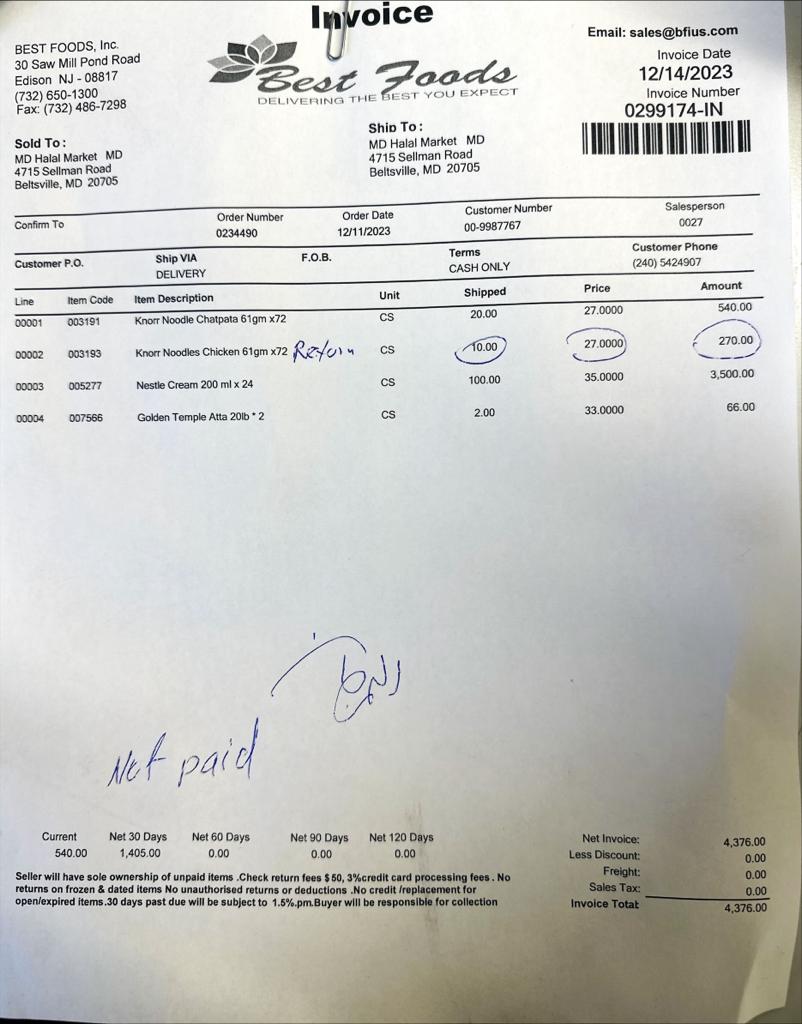 Invoice
BEST FOODS, Inc.
30 Saw Mill Pond Road
Edison NJ - 08817
(732) 650-1300
Fax: (732) 486-7298
Best Foods
DELIVERING THE BEST YOU EXPECT
Email: sales@bfius.com
Invoice Date
12/14/2023
Invoice Number
0299174-IN
Sold To :
MD Halal Market MD
4715 Sellman Road
Beltsville, MD 20705
Ship To :
MD Halal Market MD
4715 Sellman Road
Beltsville, MD 20705
Confirm To Order Number Order Date Customer Number Salesperson
0234490 12/11/2023 00-9987767 0027
Customer P.O. Ship VIA F.O.B. Terms Customer Phone
DELIVERY CASH ONLY (240) 5424907
Line Item Code Item Description Unit Shipped Price Amount
00001 003191 Knorr Noodle Chatpata 61gm x72 CS 20.00 27.0000 540.00
00002 003193 Knorr Noodles Chicken 61gm x72 Return CS 10.00 27.0000 270.00
00003 005277 Nestle Cream 200 ml x 24 CS 100.00 35.0000 3,500.00
00004 007566 Golden Temple Atta 20lb * 2 CS 2.00 33.0000 66.00
Not paid
Current Net 30 Days Net 60 Days Net 90 Days Net 120 Days
540.00 1,405.00 0.00 0.00 0.00
Seller will have sole ownership of unpaid items .Check return fees $ 50, 3%credit card processing fees . No
returns on frozen & dated items No unauthorised returns or deductions .No credit /replacement for
open/expired items.30 days past due will be subject to 1.5%.pm.Buyer will be responsible for collection
Net Invoice: 4,376.00
Less Discount: 0.00
Freight: 0.00
Sales Tax: 0.00
Invoice Total: 4,376.00